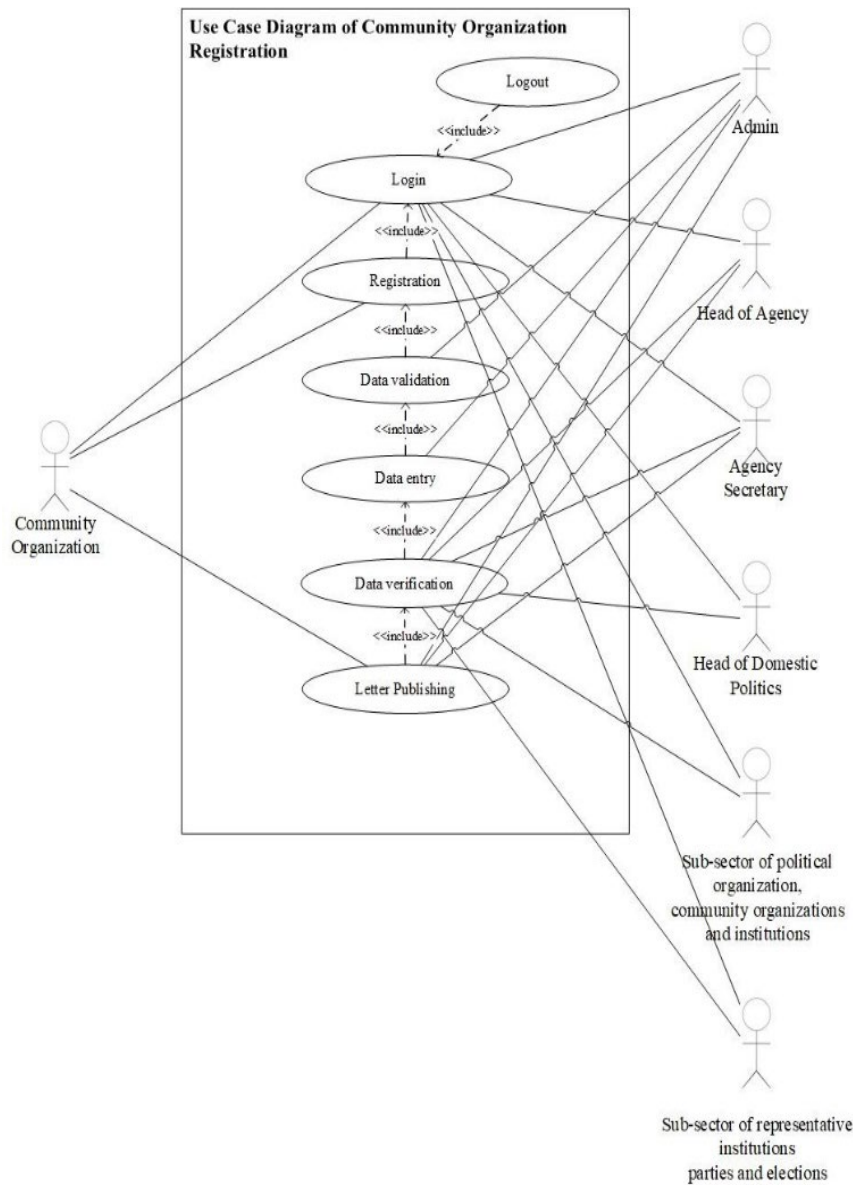 Use Case Diagram of Community Organization
Registration
Logout
<<include>>
Login
<<include>>
Registration
<<include>>
Data validation
<<include>>
Data entry
<<include>>
Data verification
<<include>>
Letter Publishing
Community
Organization
Admin
Head of Agency
Agency
Secretary
Head of Domestic
Politics
Sub-sector of political
organization,
community organizations
and institutions
Sub-sector of representative
institutions
parties and elections